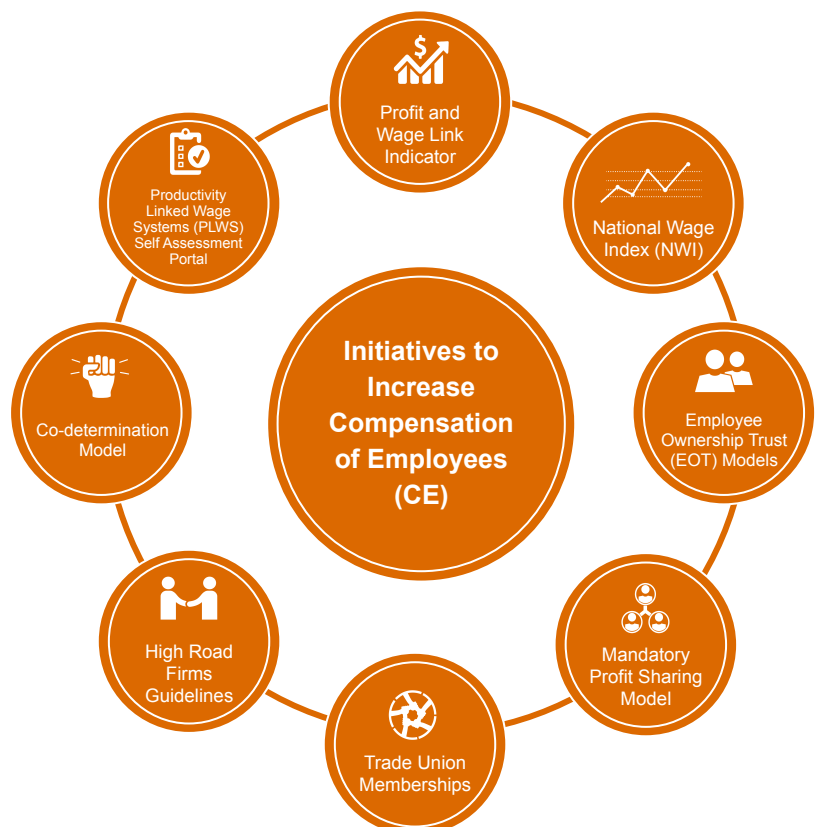 $
Profit and
Wage Link
Indicator
National Wage
Index (NWI)
Employee
Ownership Trust
(EOT) Models
Mandatory
Profit Sharing
Model
Trade Union
Memberships
High Road
Firms
Guidelines
Co-determination
Model
Productivity
Linked Wage
Systems (PLWS)
Self Assessment
Portal
Initiatives to
Increase
Compensation
of Employees
(CE)